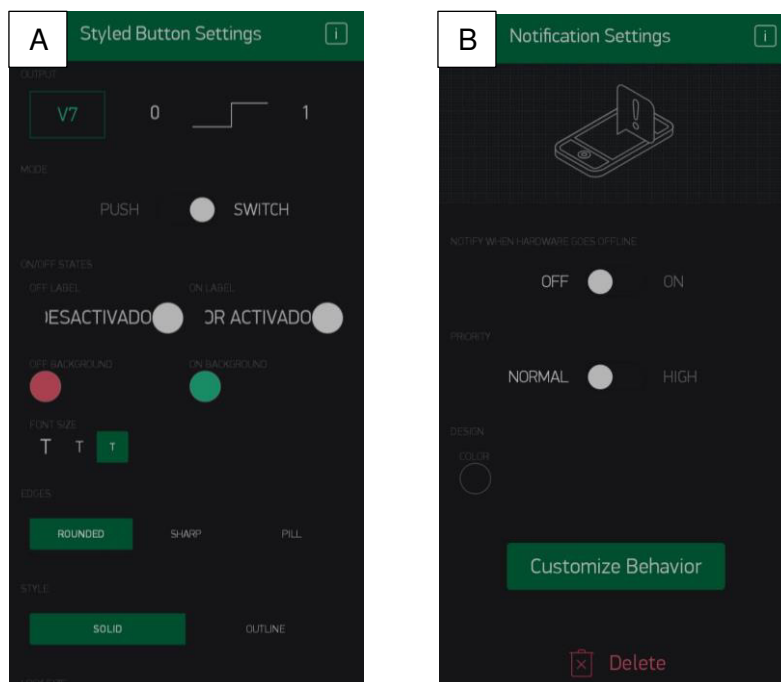 A
Styled Button Settings
i
OUTPUT
V7
0
1
MODE
PUSH
SWITCH
ON/OFF STATES
OFF LABEL
ON LABEL
DESACTIVADO
OR ACTIVADO
OFF BACKGROUND
ON BACKGROUND
FONT SIZE
T T T
EDGES
ROUNDED
SHARP
PILL
STYLE
SOLID
OUTLINE
B
Notification Settings
i
!
NOTIFY WHEN HARDWARE GOES OFFLINE
OFF
ON
PRIORITY
NORMAL
HIGH
DESIGN
COLOR
Customize Behavior
Delete